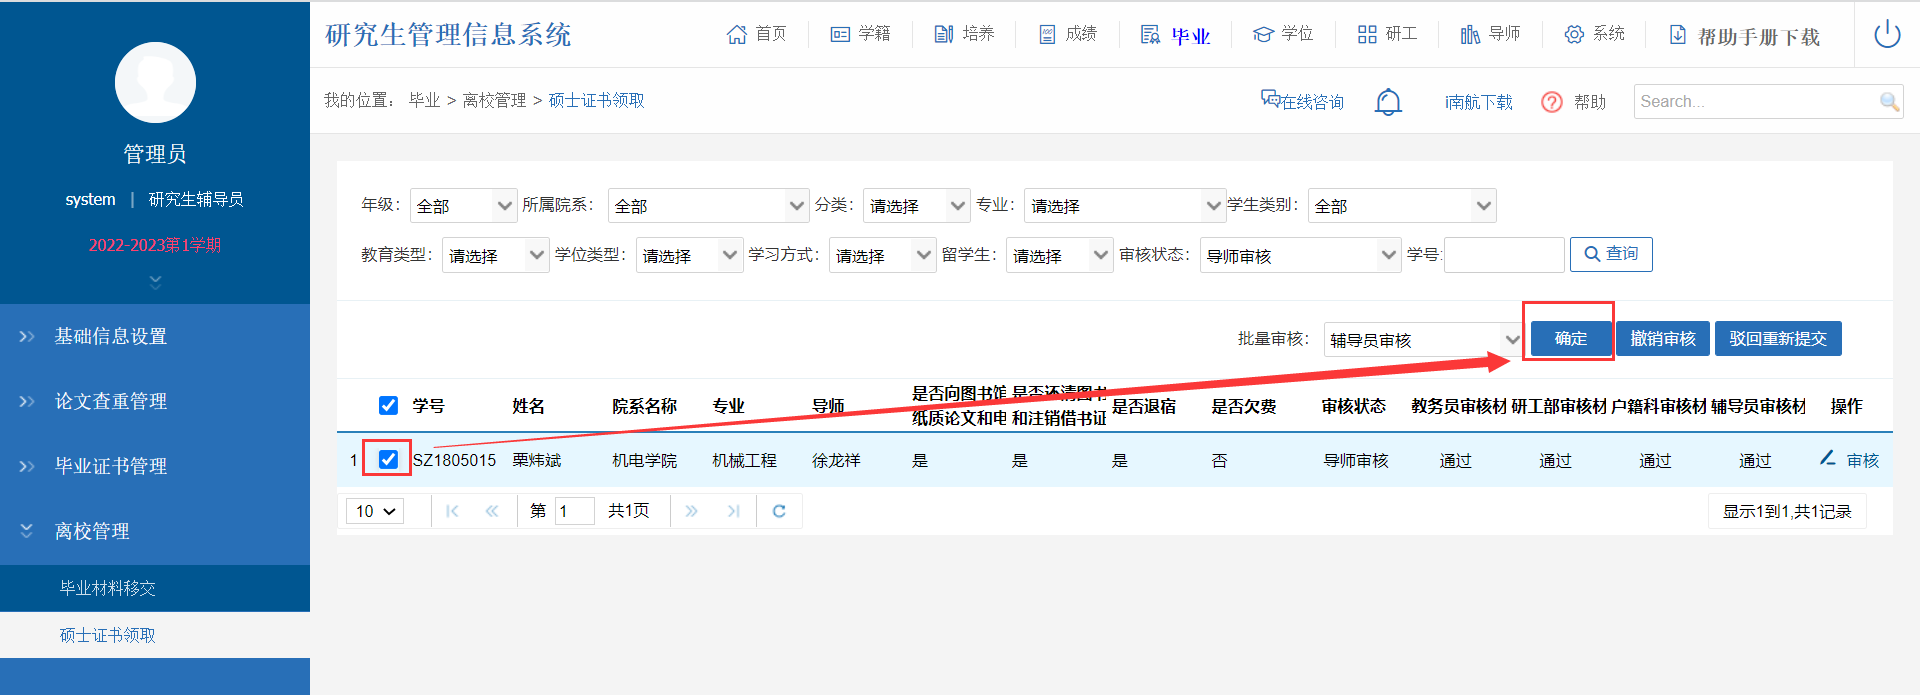 研究生管理信息系统
首页
学籍
培养
成绩
毕业
学位
研工
导师
系统
帮助手册下载
管理员
system | 研究生辅导员
2022-2023第1学期
基础信息设置
论文查重管理
毕业证书管理
离校管理
毕业材料移交
硕士证书领取
我的位置： 毕业 > 离校管理 > 硕士证书领取
在线咨询
i南航下载
帮助
Search...
年级： 全部 所属院系： 全部 分类： 请选择 专业： 请选择 学生类别： 全部
教育类型： 请选择 学位类型： 请选择 学习方式： 请选择 留学生： 请选择 审核状态： 导师审核 学号: 查询
批量审核： 辅导员审核 确定 撤销审核 驳回重新提交
学号 姓名 院系名称 专业 导师 是否向图书馆 是否还清图书 是否退宿 是否欠费 审核状态 教务员审核材 研工部审核材 户籍科审核材 辅导员审核材 操作
纸质论文和电 和注销借书证
1 SZ1805015 栗炜斌 机电学院 机械工程 徐龙祥 是 是 是 否 导师审核 通过 通过 通过 通过 审核
10 第 1 共1页 显示1到1,共1记录